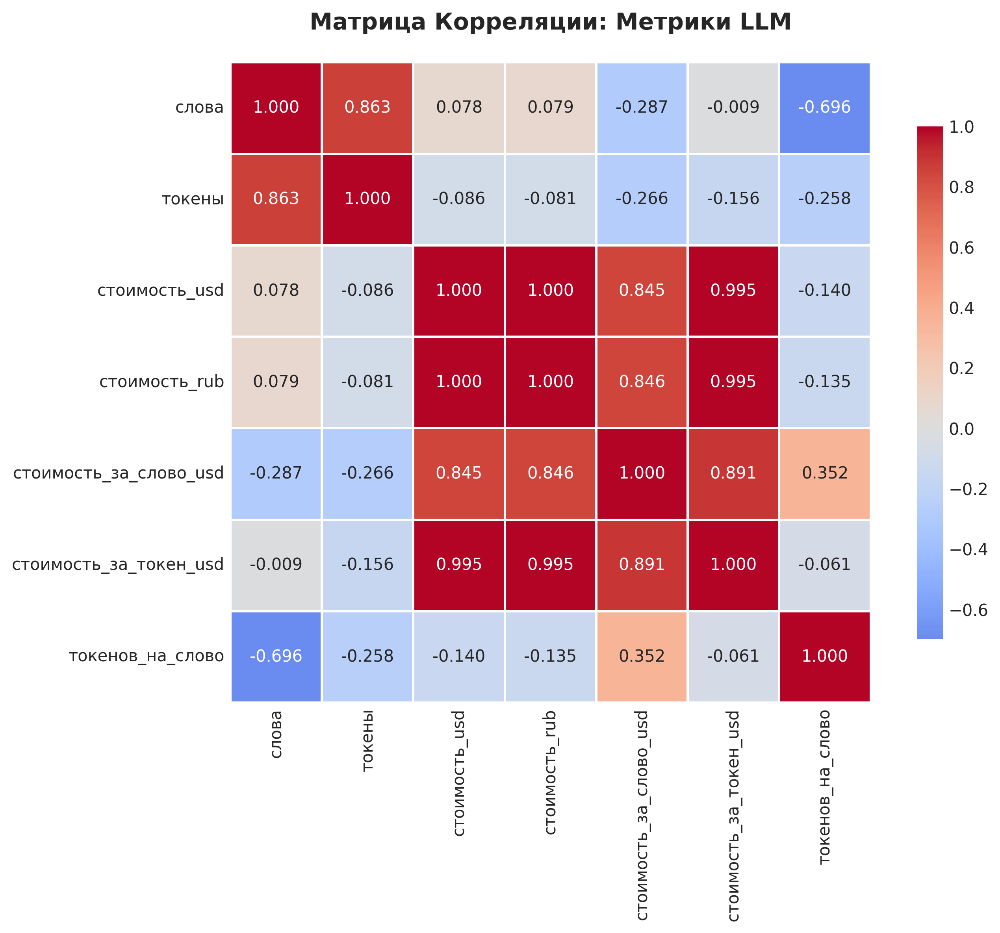 Матрица Корреляции: Метрики LLM
слова 1.000 0.863 0.078 0.079 -0.287 -0.009 -0.696
токены 0.863 1.000 -0.086 -0.081 -0.266 -0.156 -0.258
стоимость_usd 0.078 -0.086 1.000 1.000 0.845 0.995 -0.140
стоимость_rub 0.079 -0.081 1.000 1.000 0.846 0.995 -0.135
стоимость_за_слово_usd -0.287 -0.266 0.845 0.846 1.000 0.891 0.352
стоимость_за_токен_usd -0.009 -0.156 0.995 0.995 0.891 1.000 -0.061
токенов_на_слово -0.696 -0.258 -0.140 -0.135 0.352 -0.061 1.000
слова
токены
стоимость_usd
стоимость_rub
стоимость_за_слово_usd
стоимость_за_токен_usd
токенов_на_слово
1.0
0.8
0.6
0.4
0.2
0.0
−0.2
−0.4
−0.6